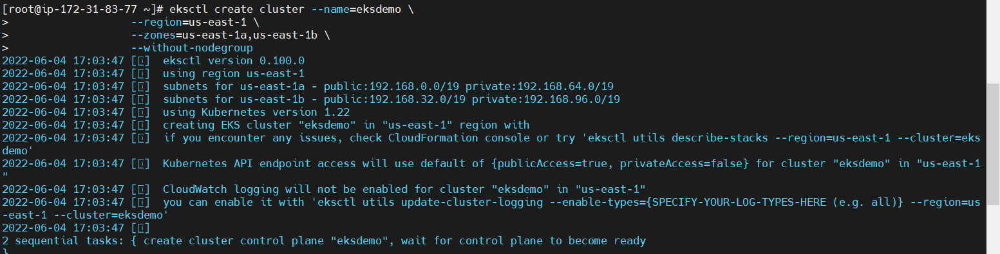 [root@ip-172-31-83-77 ~]# eksctl create cluster --name=eksdemo \
>                   --region=us-east-1 \
>                   --zones=us-east-1a,us-east-1b \
>                   --without-nodegroup
2022-06-04 17:03:47 [ℹ]  eksctl version 0.100.0
2022-06-04 17:03:47 [ℹ]  using region us-east-1
2022-06-04 17:03:47 [ℹ]  subnets for us-east-1a - public:192.168.0.0/19 private:192.168.64.0/19
2022-06-04 17:03:47 [ℹ]  subnets for us-east-1b - public:192.168.32.0/19 private:192.168.96.0/19
2022-06-04 17:03:47 [ℹ]  using Kubernetes version 1.22
2022-06-04 17:03:47 [ℹ]  creating EKS cluster "eksdemo" in "us-east-1" region with
2022-06-04 17:03:47 [ℹ]  if you encounter any issues, check CloudFormation console or try 'eksctl utils describe-stacks --region=us-east-1 --cluster=eks
demo'
2022-06-04 17:03:47 [ℹ]  Kubernetes API endpoint access will use default of {publicAccess=true, privateAccess=false} for cluster "eksdemo" in "us-east-1
"
2022-06-04 17:03:47 [ℹ]  CloudWatch logging will not be enabled for cluster "eksdemo" in "us-east-1"
2022-06-04 17:03:47 [ℹ]  you can enable it with 'eksctl utils update-cluster-logging --enable-types={SPECIFY-YOUR-LOG-TYPES-HERE (e.g. all)} --region=us
-east-1 --cluster=eksdemo'
2022-06-04 17:03:47 [ℹ]
2 sequential tasks: { create cluster control plane "eksdemo", wait for control plane to become ready
}